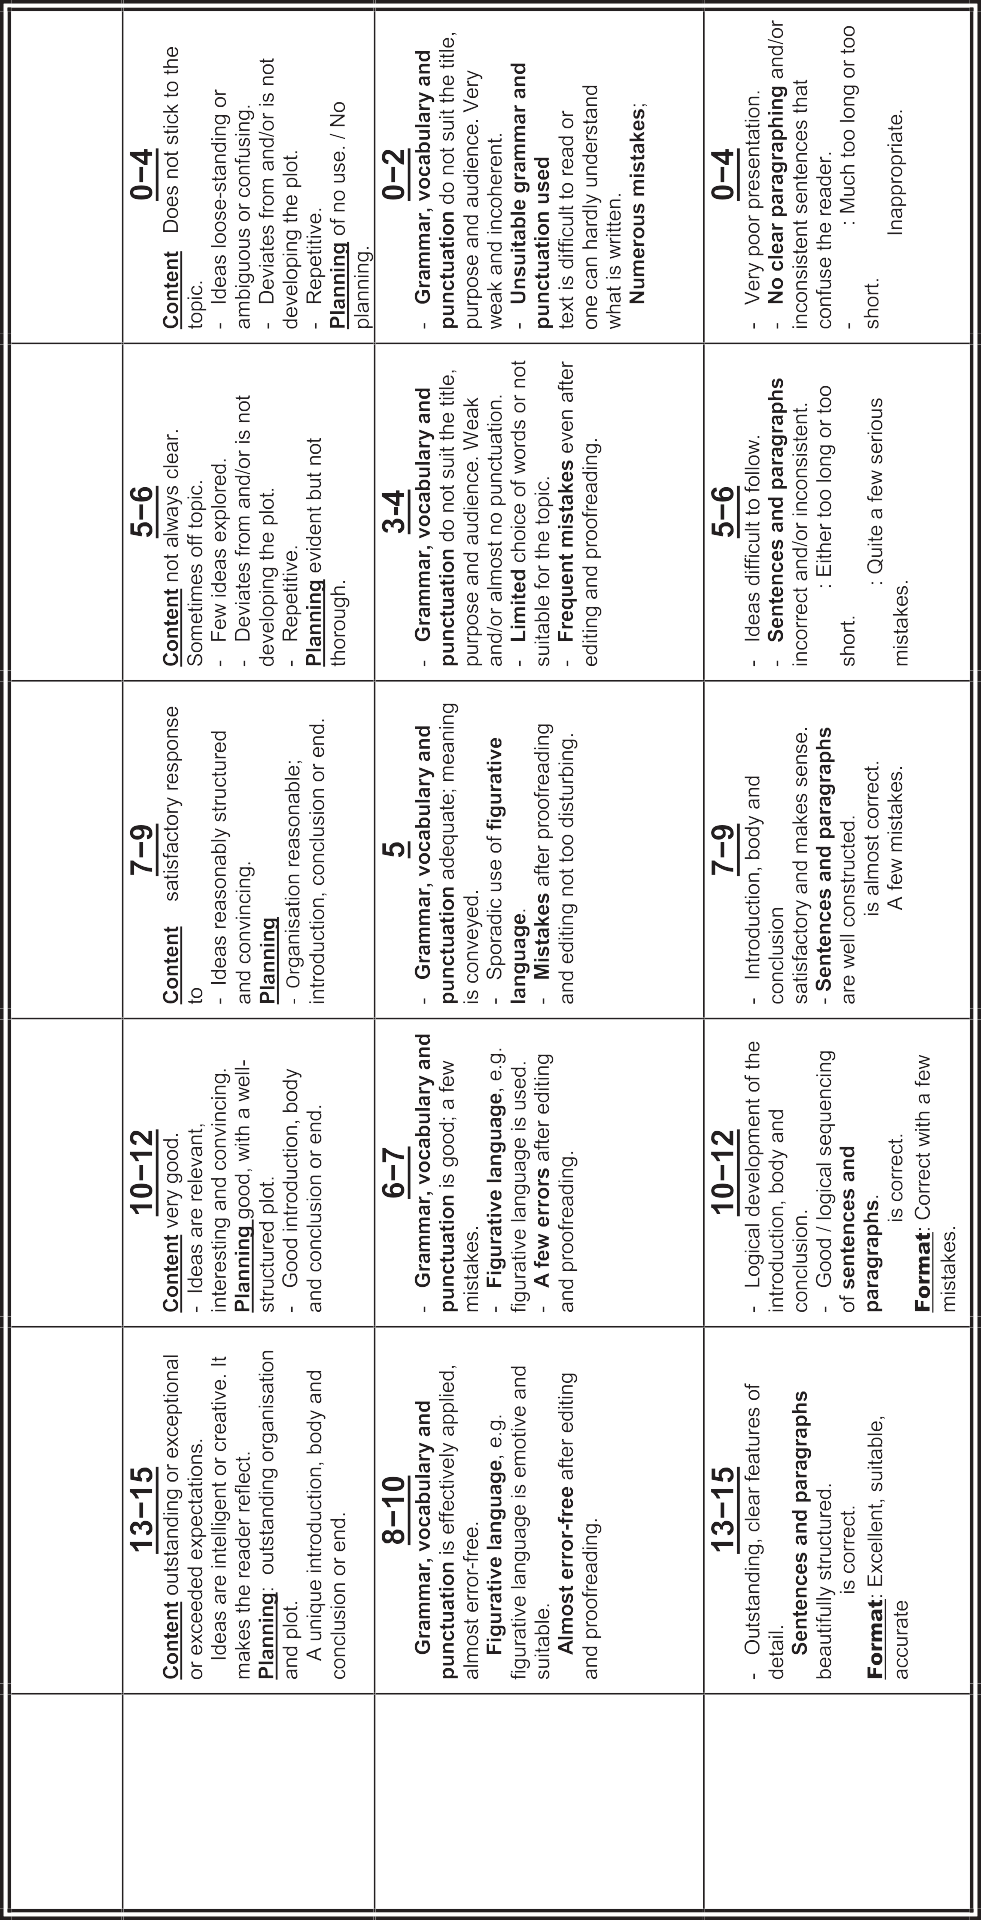 13–15
Content outstanding or exceptional
or exceeded expectations.
Ideas are intelligent or creative. It
makes the reader reflect.
Planning: outstanding organisation
and plot.
A unique introduction, body and
conclusion or end.
10–12
Content very good.
- Ideas are relevant,
interesting and convincing.
Planning good, with a well-
structured plot.
- Good introduction, body
and conclusion or end.
7–9
Content satisfactory response
to
- Ideas reasonably structured
and convincing.
Planning
- Organisation reasonable;
introduction, conclusion or end.
5–6
Content not always clear.
Sometimes off topic.
- Few ideas explored.
- Deviates from and/or is not
developing the plot.
- Repetitive.
Planning evident but not
thorough.
0–4
Content Does not stick to the
topic.
- Ideas loose-standing or
ambiguous or confusing.
- Deviates from and/or is not
developing the plot.
- Repetitive.
Planning of no use. / No
planning.
8–10
Grammar, vocabulary and
punctuation is effectively applied,
almost error-free.
Figurative language, e.g.
figurative language is emotive and
suitable.
Almost error-free after editing
and proofreading.
6–7
- Grammar, vocabulary and
punctuation is good; a few
mistakes.
- Figurative language, e.g.
figurative language is used.
- A few errors after editing
and proofreading.
5
- Grammar, vocabulary and
punctuation adequate; meaning
is conveyed.
- Sporadic use of figurative
language.
- Mistakes after proofreading
and editing not too disturbing.
3-4
- Grammar, vocabulary and
punctuation do not suit the title,
purpose and audience. Weak
and/or almost no punctuation.
- Limited choice of words or not
suitable for the topic.
- Frequent mistakes even after
editing and proofreading.
0–2
- Grammar, vocabulary and
punctuation do not suit the title,
purpose and audience. Very
weak and incoherent.
- Unsuitable grammar and
punctuation used
text is difficult to read or
one can hardly understand
what is written.
Numerous mistakes;
13–15
- Outstanding, clear features of
detail.
Sentences and paragraphs
beautifully structured.
is correct.
Format: Excellent, suitable,
accurate
10–12
- Logical development of the
introduction, body and
conclusion.
- Good / logical sequencing
of sentences and
paragraphs.
is correct.
Format: Correct with a few
mistakes.
7–9
- Introduction, body and
conclusion
satisfactory and makes sense.
- Sentences and paragraphs
are well constructed.
is almost correct.
A few mistakes.
5–6
- Ideas difficult to follow.
- Sentences and paragraphs
incorrect and/or inconsistent.
: Either too long or too
short.
: Quite a few serious
mistakes.
0–4
- Very poor presentation.
- No clear paragraphing and/or
inconsistent sentences that
confuse the reader.
- : Much too long or too
short.
Inappropriate.